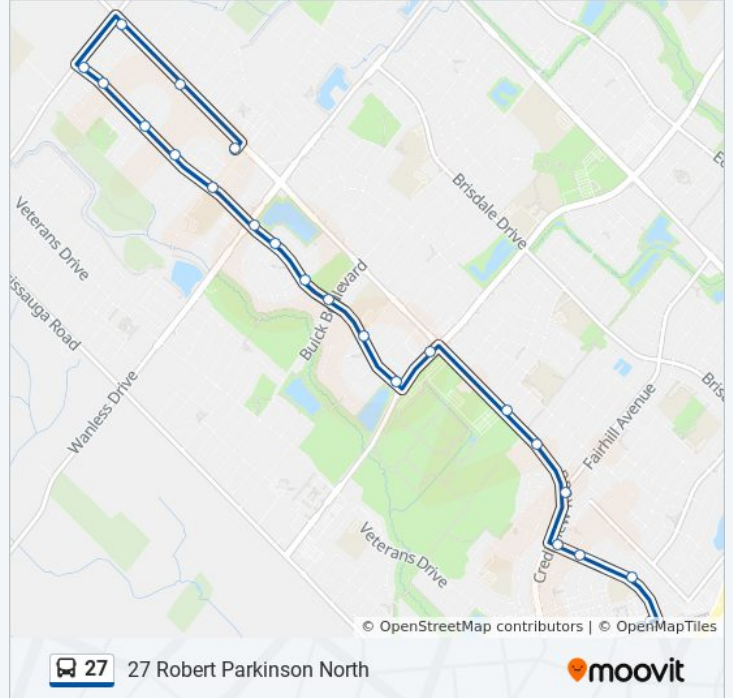 Brisdale Drive
Veterans Drive
issauga Road
Buick Boulevard
Wanless Drive
Fairhill Avenue
Veterans Drive
© OpenStreetMap contributors | © OpenMapTiles
27
27 Robert Parkinson North
moovit